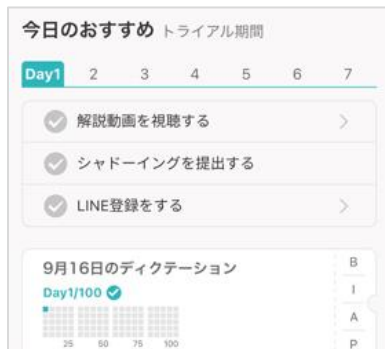 今日のおすすめ トライアル期間
Day1 2 3 4 5 6 7
解説動画を視聴する
シャドーイングを提出する
LINE登録をする
9月16日のディクテーション
Day1/100
25 50 75 100
B
I
A
P